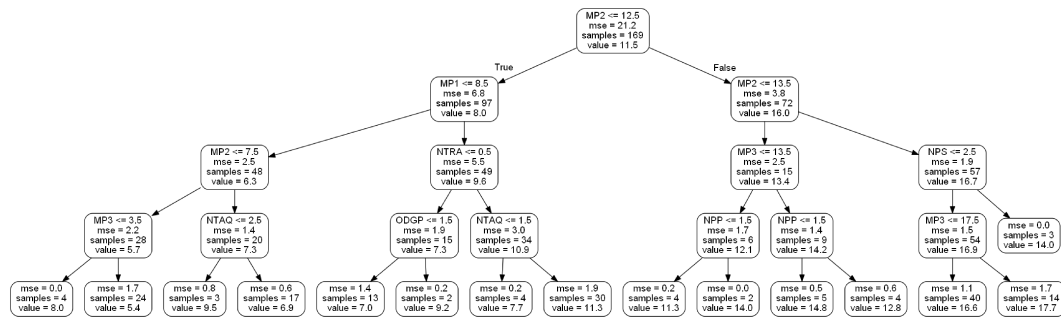 MP2 <= 12.5
mse = 21.2
samples = 169
value = 11.5
True
False
MP1 <= 8.5
mse = 6.8
samples = 97
value = 8.0
MP2 <= 13.5
mse = 3.8
samples = 72
value = 16.0
MP2 <= 7.5
mse = 2.5
samples = 48
value = 6.3
NTRA <= 0.5
mse = 5.5
samples = 49
value = 9.6
MP3 <= 13.5
mse = 2.5
samples = 15
value = 13.4
NPS <= 2.5
mse = 1.9
samples = 57
value = 16.7
MP3 <= 3.5
mse = 2.2
samples = 28
value = 5.7
NTAQ <= 2.5
mse = 1.4
samples = 20
value = 7.3
ODGP <= 1.5
mse = 1.9
samples = 15
value = 7.3
NTAQ <= 1.5
mse = 3.0
samples = 34
value = 10.9
NPP <= 1.5
mse = 1.7
samples = 6
value = 12.1
NPP <= 1.5
mse = 1.4
samples = 9
value = 14.2
MP3 <= 17.5
mse = 1.5
samples = 54
value = 16.9
mse = 0.0
samples = 3
value = 14.0
mse = 0.0
samples = 4
value = 8.0
mse = 1.7
samples = 24
value = 5.4
mse = 0.8
samples = 3
value = 9.5
mse = 0.6
samples = 17
value = 6.9
mse = 1.4
samples = 13
value = 7.0
mse = 0.2
samples = 2
value = 9.2
mse = 0.2
samples = 4
value = 7.7
mse = 1.9
samples = 30
value = 11.3
mse = 0.2
samples = 4
value = 11.3
mse = 0.0
samples = 2
value = 14.0
mse = 0.5
samples = 5
value = 14.8
mse = 0.6
samples = 4
value = 12.8
mse = 1.1
samples = 40
value = 16.6
mse = 1.7
samples = 14
value = 17.7